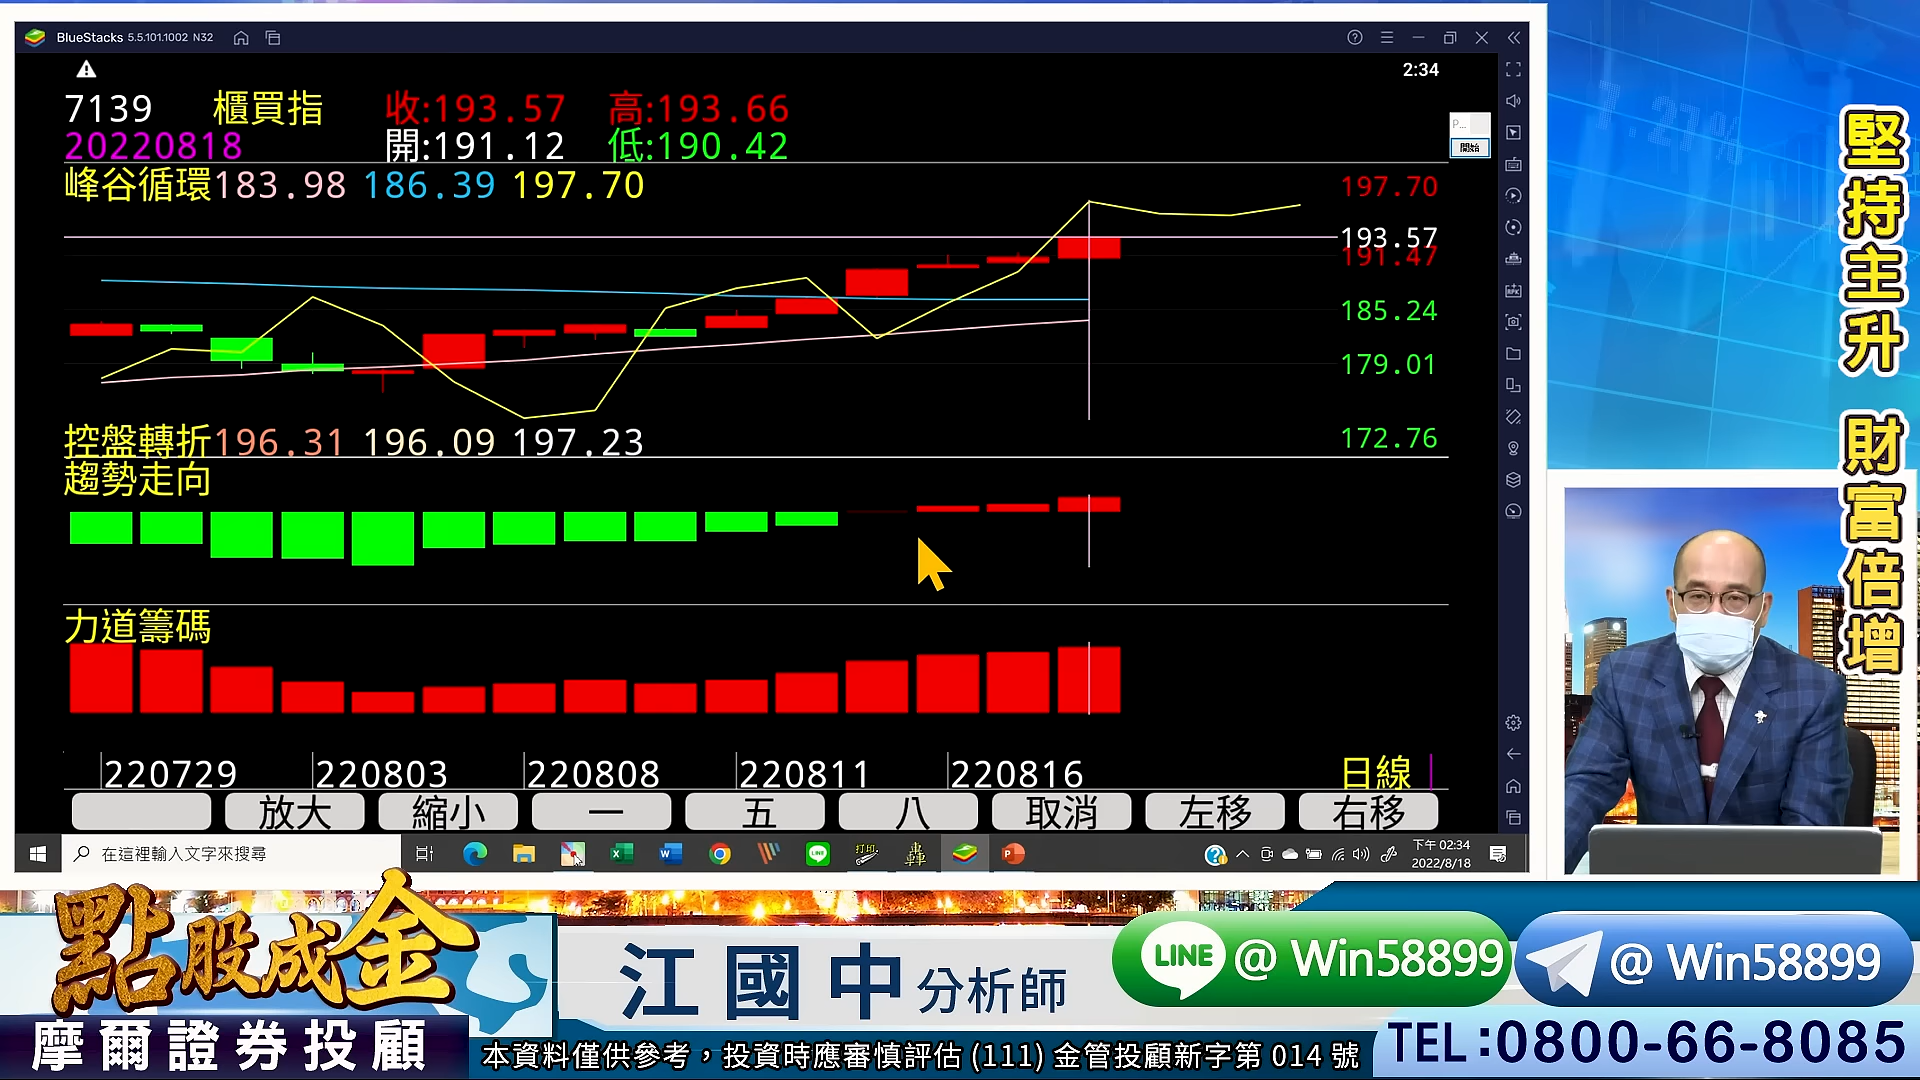 BlueStacks 5.5.101.1002 N32
2:34
7139 櫃買指 收:193.57 高:193.66
20220818 開:191.12 低:190.42
P...
開始
峰谷循環183.98 186.39 197.70
197.70
193.57
191.47
185.24
179.01
172.76
控盤轉折196.31 196.09 197.23
趨勢走向
力道籌碼
220729 220803 220808 220811 220816 日線
放大 縮小 一 五 八 取消 左移 右移
在這裡輸入文字來搜尋
下午 02:34
2022/8/18
堅持主升 財富倍增
點股成金
摩爾證券投顧
江國中 分析師
LINE @ Win58899
@ Win58899
TEL:0800-66-8085
本資料僅供參考，投資時應審慎評估 (111) 金管投顧新字第 014 號